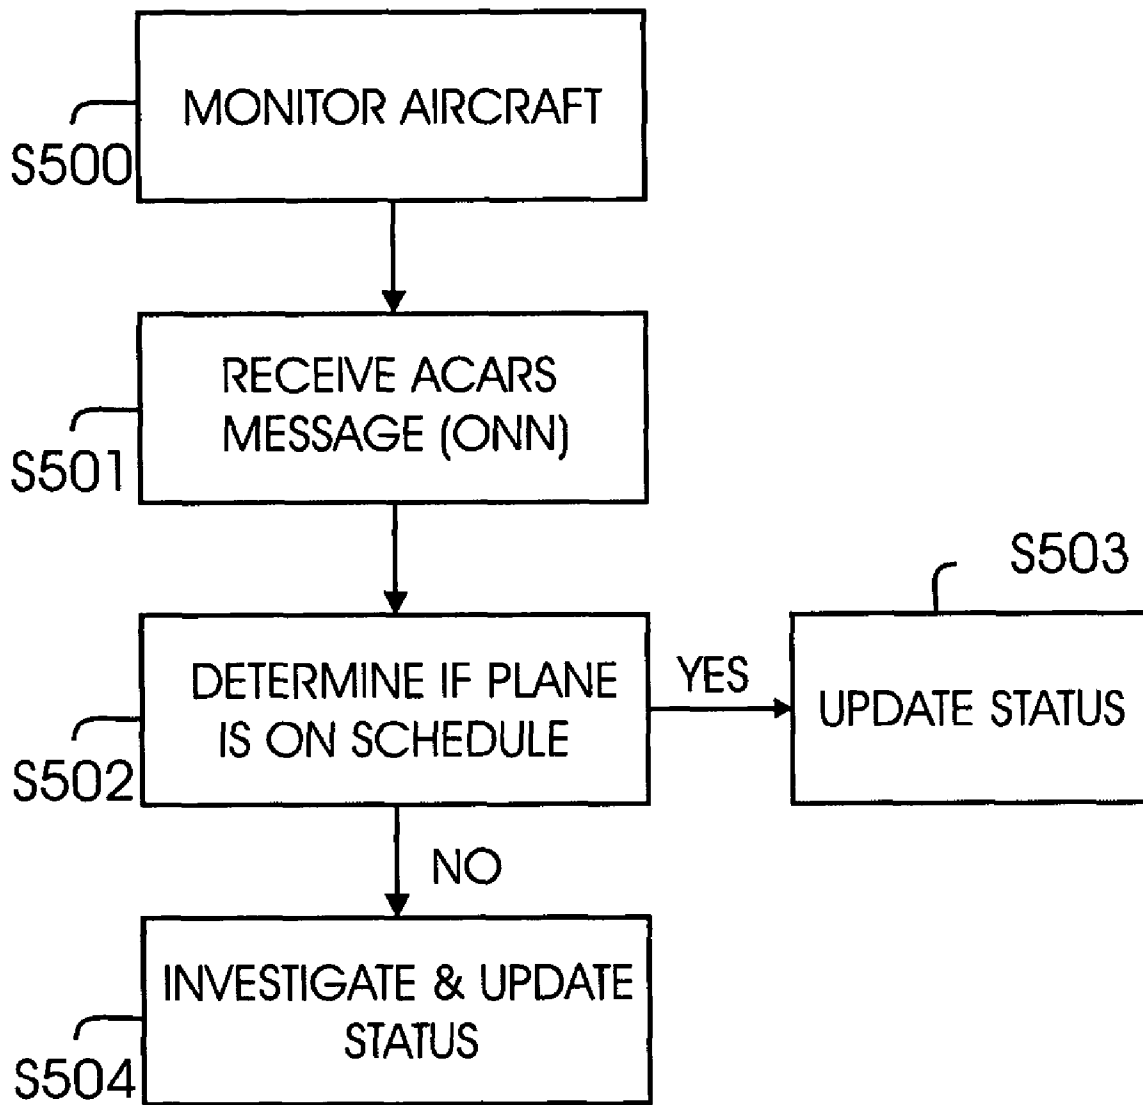 MONITOR AIRCRAFT
S500
RECEIVE ACARS
MESSAGE (ONN)
S501
S503
DETERMINE IF PLANE
IS ON SCHEDULE
YES
UPDATE STATUS
S502
NO
INVESTIGATE & UPDATE
STATUS
S504